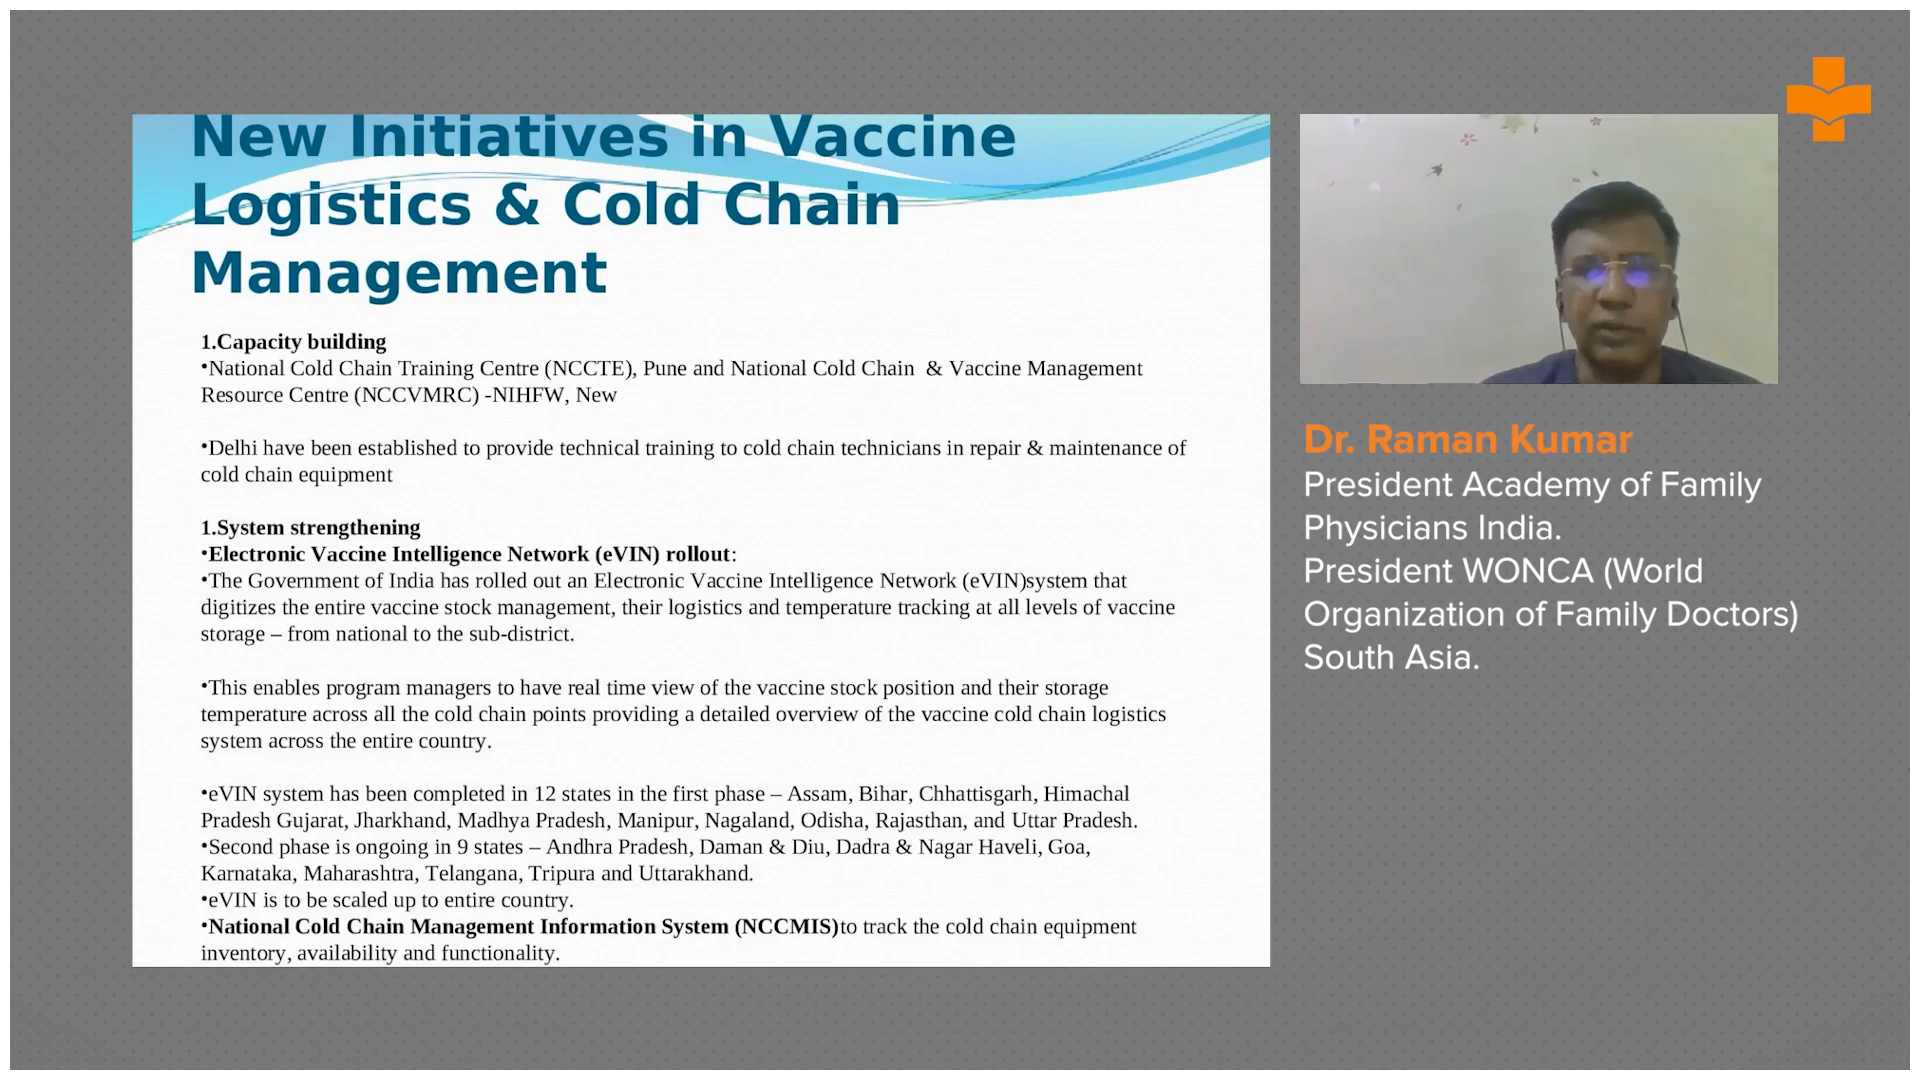 New Initiatives in Vaccine
Logistics & Cold Chain
Management
1.Capacity building
•National Cold Chain Training Centre (NCCTE), Pune and National Cold Chain  & Vaccine Management
Resource Centre (NCCVMRC) -NIHFW, New
•Delhi have been established to provide technical training to cold chain technicians in repair & maintenance of
cold chain equipment
1.System strengthening
•Electronic Vaccine Intelligence Network (eVIN) rollout:
•The Government of India has rolled out an Electronic Vaccine Intelligence Network (eVIN)system that
digitizes the entire vaccine stock management, their logistics and temperature tracking at all levels of vaccine
storage – from national to the sub-district.
•This enables program managers to have real time view of the vaccine stock position and their storage
temperature across all the cold chain points providing a detailed overview of the vaccine cold chain logistics
system across the entire country.
•eVIN system has been completed in 12 states in the first phase – Assam, Bihar, Chhattisgarh, Himachal
Pradesh Gujarat, Jharkhand, Madhya Pradesh, Manipur, Nagaland, Odisha, Rajasthan, and Uttar Pradesh.
•Second phase is ongoing in 9 states – Andhra Pradesh, Daman & Diu, Dadra & Nagar Haveli, Goa,
Karnataka, Maharashtra, Telangana, Tripura and Uttarakhand.
•eVIN is to be scaled up to entire country.
•National Cold Chain Management Information System (NCCMIS)to track the cold chain equipment
inventory, availability and functionality.
Dr. Raman Kumar
President Academy of Family
Physicians India.
President WONCA (World
Organization of Family Doctors)
South Asia.